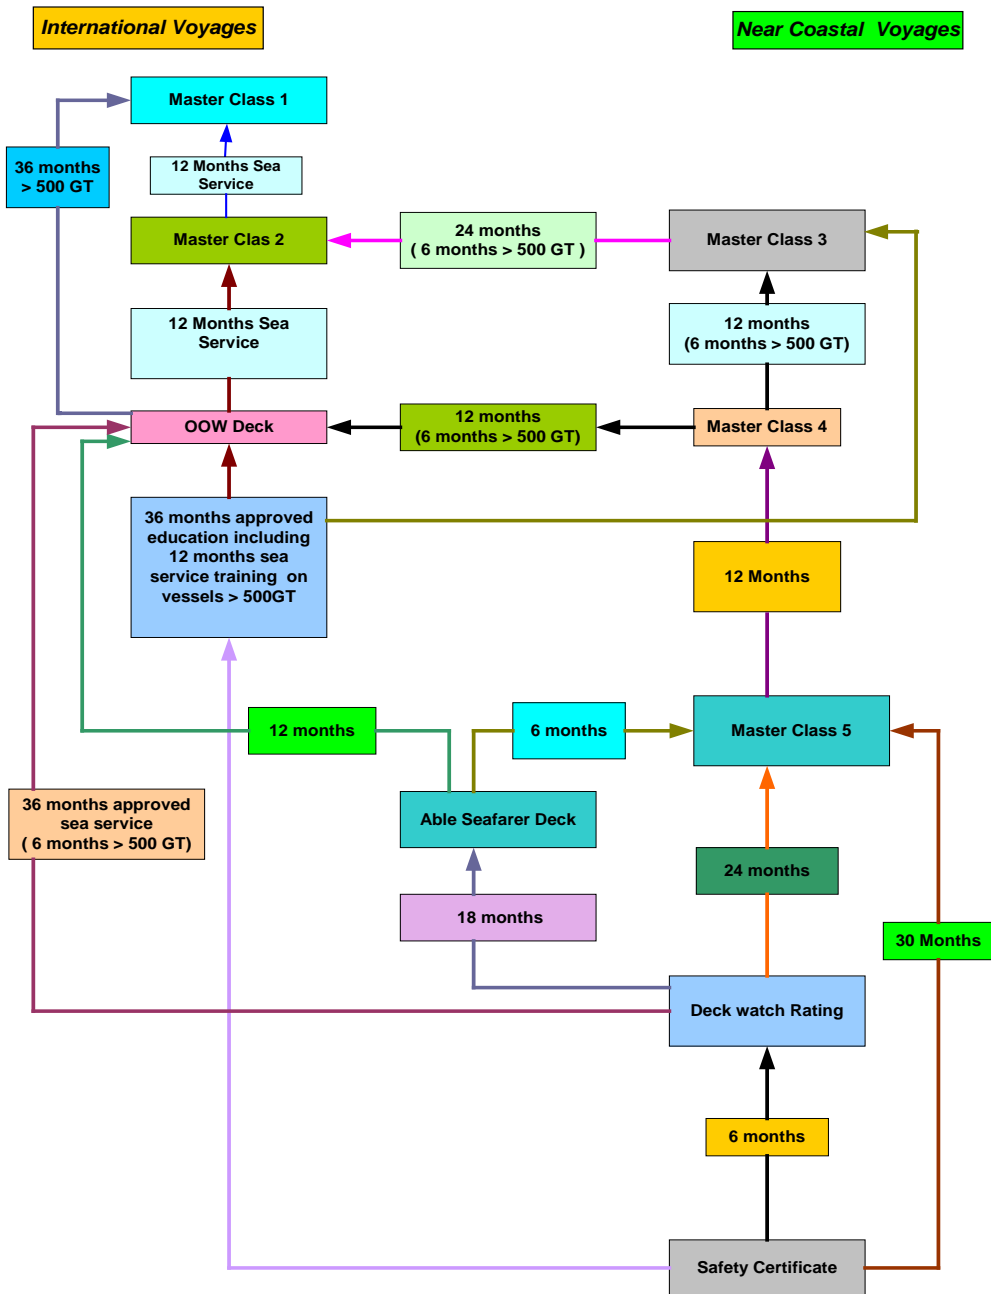 International Voyages
Near Coastal  Voyages
Master Class 1
36 months
> 500 GT
12 Months Sea
Service
Master Clas 2
24 months
( 6 months > 500 GT )
Master Class 3
12 Months Sea
Service
12 months
(6 months > 500 GT)
OOW Deck
12 months
(6 months > 500 GT)
Master Class 4
36 months approved
education including
12 months sea
service training  on
vessels > 500GT
12 Months
12 months
6 months
Master Class 5
36 months approved
sea service
( 6 months > 500 GT)
Able Seafarer Deck
24 months
18 months
30 Months
Deck watch Rating
6 months
Safety Certificate